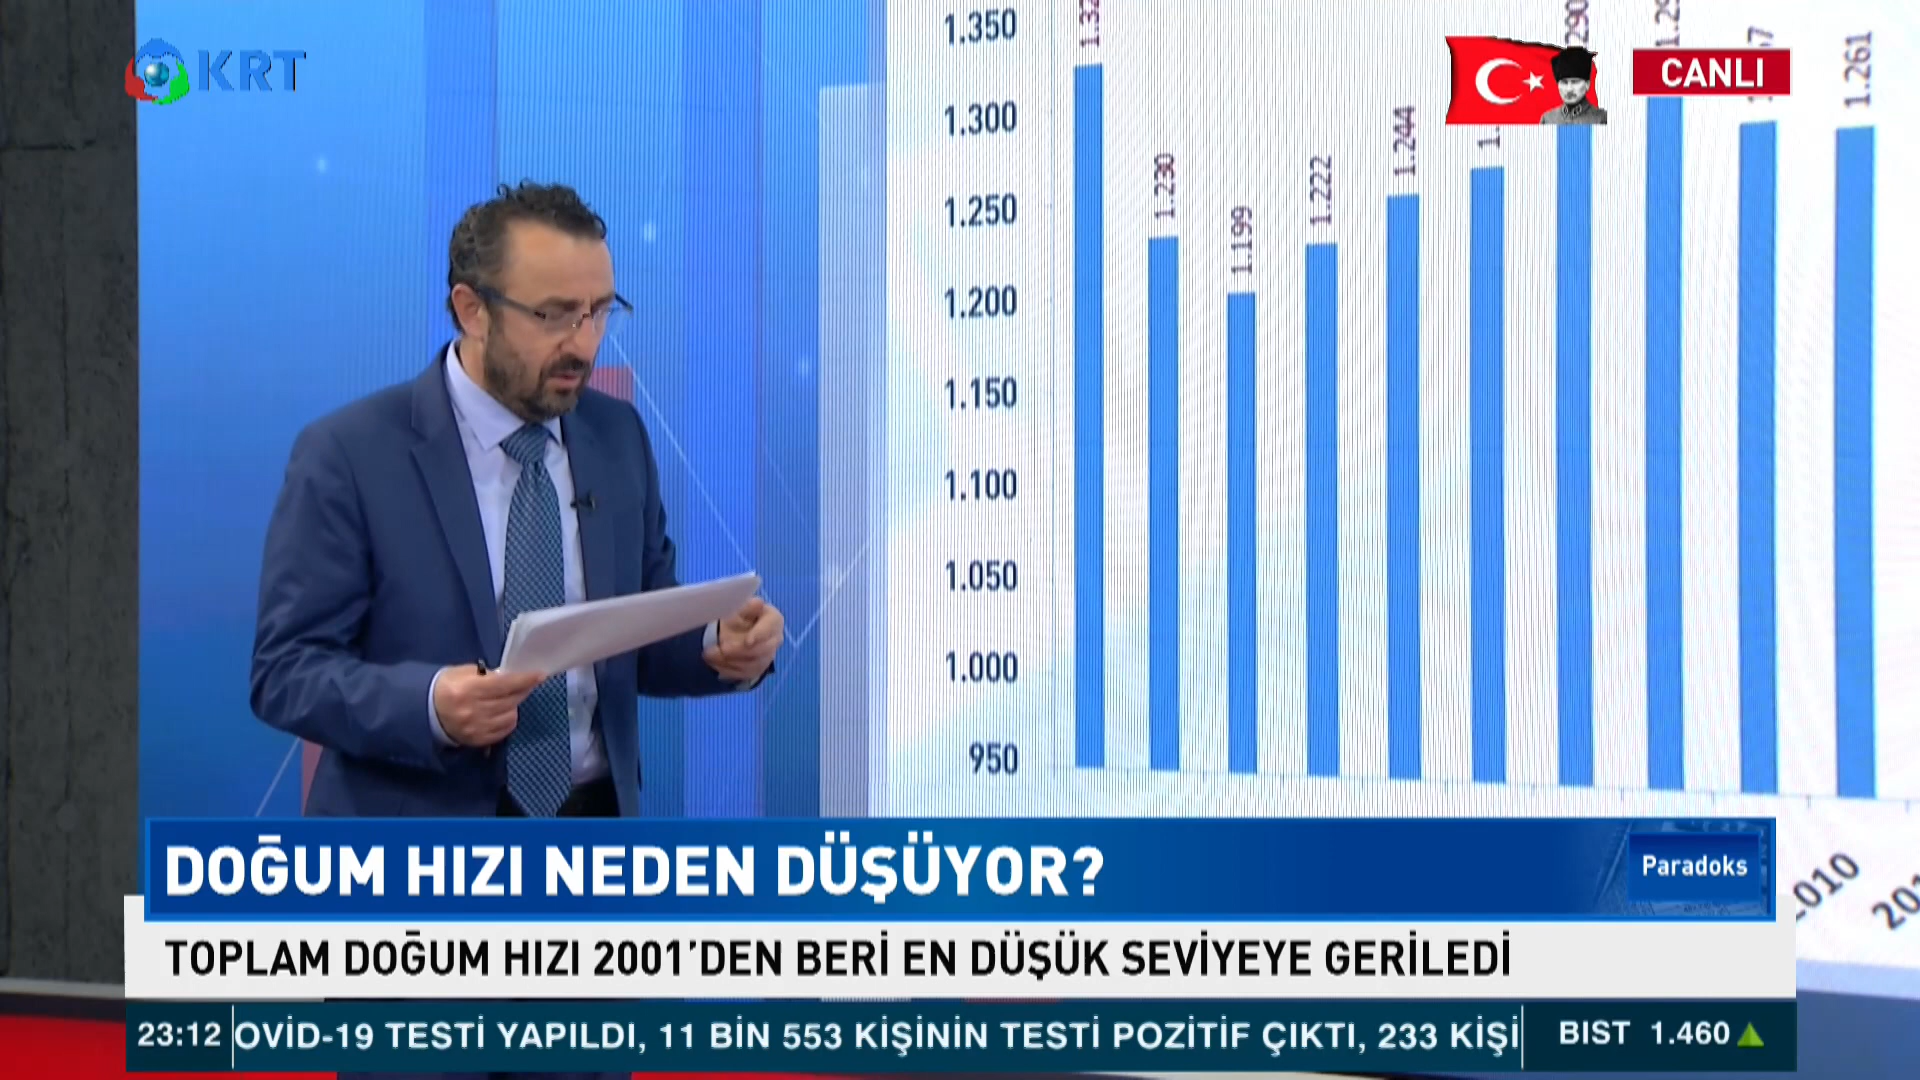 KRT
CANLI
1.350
1.300
1.250
1.200
1.150
1.100
1.050
1.000
950
1.230
1.199
1.222
1.244
1.261
2010
DOĞUM HIZI NEDEN DÜŞÜYOR?
Paradoks
TOPLAM DOĞUM HIZI 2001'DEN BERİ EN DÜŞÜK SEVİYEYE GERİLEDİ
23:12
OVİD-19 TESTİ YAPILDI, 11 BİN 553 KİŞİNİN TESTİ POZİTİF ÇIKTI, 233 KİŞİ
BIST 1.460